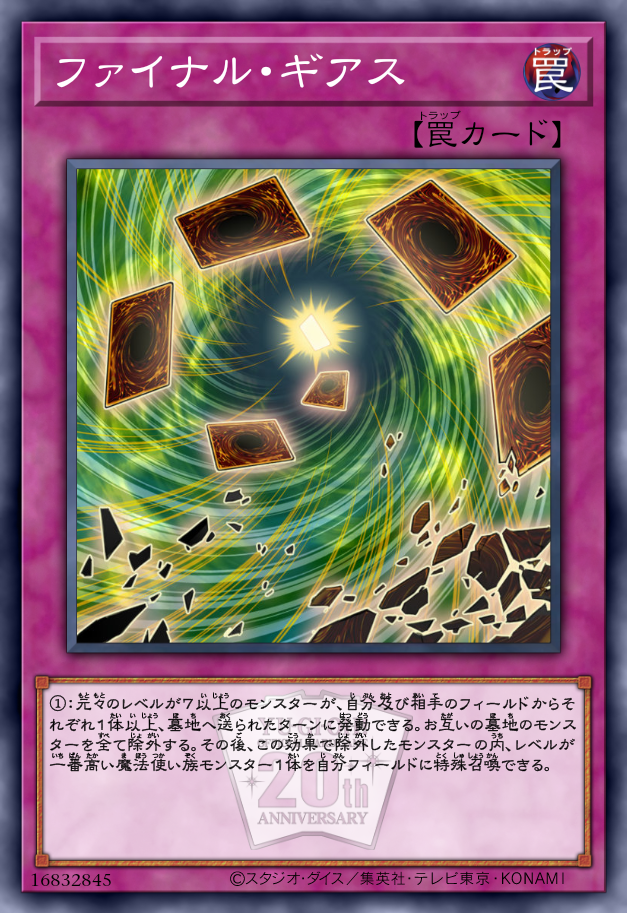 ファイナル・ギアス
トラップ
罠
トラップ
【罠カード】
①：元々のレベルが７以上のモンスターが、自分及び相手のフィールドからそ
れぞれ１体以上、墓地へ送られたターンに発動できる。お互いの墓地のモンス
ターを全て除外する。その後、この効果で除外したモンスターの内、レベルが
一番高い魔法使い族モンスター１体を自分フィールドに特殊召喚できる。
20th
ANNIVERSARY
16832845
©スタジオ・ダイス／集英社・テレビ東京・KONAMI